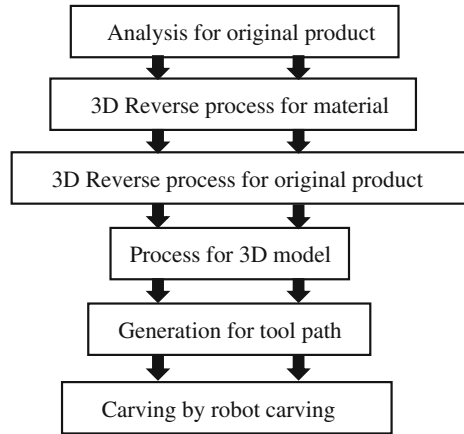 Analysis for original product
3D Reverse process for material
3D Reverse process for original product
Process for 3D model
Generation for tool path
Carving by robot carving